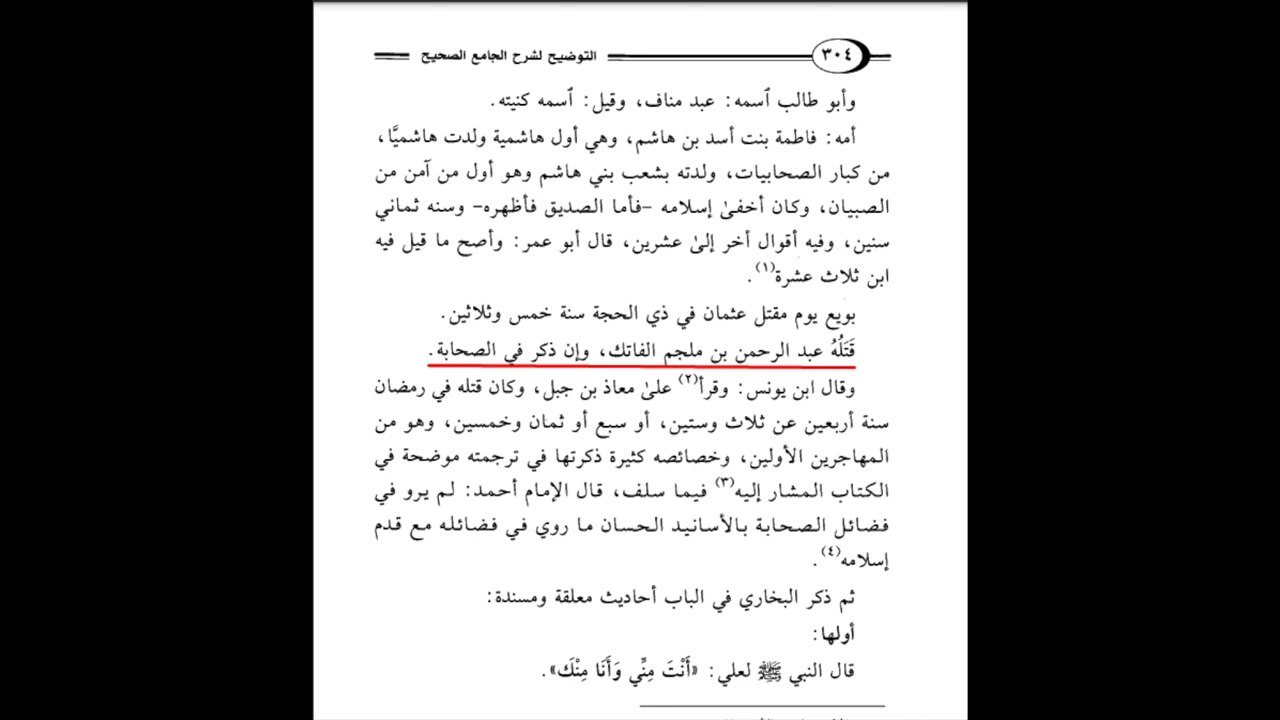 ٣٠٤ التوضيح لشرح الجامع الصحيح
وأبو طالب ٱسمه: عبد مناف، وقيل: ٱسمه كنيته.
أمه: فاطمة بنت أسد بن هاشم، وهي أول هاشمية ولدت هاشميًّا،
من كبار الصحابيات، ولدته بشعب بني هاشم وهو أول من آمن من
الصبيان، وكان أخفىٰ إسلامه -فأما الصديق فأظهره- وسنه ثماني
سنين، وفيه أقوال أخر إلىٰ عشرين، قال أبو عمر: وأصح ما قيل فيه
ابن ثلاث عشرة(١).
بويع يوم مقتل عثمان في ذي الحجة سنة خمس وثلاثين.
قَتَلُهُ عبد الرحمن بن ملجم الفاتك، وإن ذكر في الصحابة.
وقال ابن يونس: وقرأ(٢) علىٰ معاذ بن جبل، وكان قتله في رمضان
سنة أربعين عن ثلاث وستين، أو سبع أو ثمان وخمسين، وهو من
المهاجرين الأولين، وخصائصه كثيرة ذكرتها في ترجمته موضحة في
الكتاب المشار إليه(٣) فيما سلف، قال الإمام أحمد: لم يرو في
فضائل الصحابة بالأسانيد الحسان ما روي في فضائله مع قدم
إسلامه(٤).
ثم ذكر البخاري في الباب أحاديث معلقة ومسندة:
أولها:
قال النبي ﷺ لعلي: «أَنْتَ مِنِّي وَأَنَا مِنْكَ».